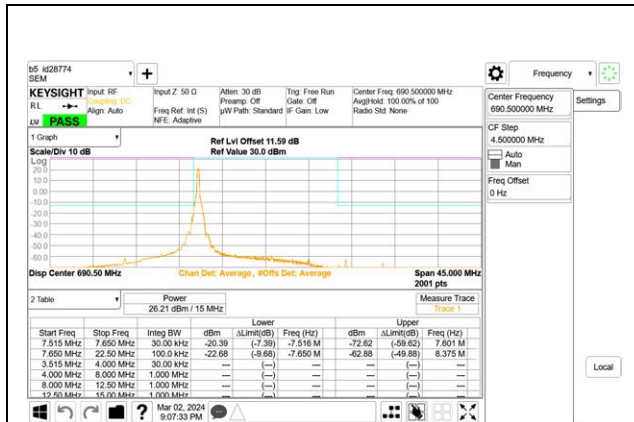 b5 id28774
SEM
Frequency
KEYSIGHT
RL
PASS
Input: RF
Coupling: DC
Align: Auto
Input Z: 50 Ω
Freq Ref: Int (S)
NFE: Adaptive
Atten: 30 dB
Preamp: Off
µW Path: Standard
Trig: Free Run
Gate: Off
IF Gain: Low
Center Freq: 690.500000 MHz
Avg|Hold: 100.00% of 100
Radio Std: None
Center Frequency
690.500000 MHz
Settings
CF Step
4.500000 MHz
Auto
Man
Freq Offset
0 Hz
Local
1 Graph
Scale/Div 10 dB
Ref Lvl Offset 11.59 dB
Ref Value 30.0 dBm
Log
20.0
10.0
0.00
-10.0
-20.0
-30.0
-40.0
-50.0
-60.0
Disp Center 690.50 MHz
Chan Det: Average, #Offs Det: Average
Span 45.000 MHz
2001 pts
2 Table
Power
26.21 dBm / 15 MHz
Measure Trace
Trace 1
Lower Upper
Start Freq Stop Freq Integ BW dBm ΔLimit(dB) Freq (Hz) dBm ΔLimit(dB) Freq (Hz)
7.515 MHz 7.650 MHz 30.00 kHz -20.39 (-7.39) -7.516 M -72.62 (-59.62) 7.601 M
7.650 MHz 22.50 MHz 100.0 kHz -22.68 (-9.68) -7.650 M -62.88 (-49.88) 8.375 M
3.515 MHz 4.000 MHz 30.00 kHz --- (---) --- --- (---) ---
4.000 MHz 8.000 MHz 1.000 MHz --- (---) --- --- (---) ---
8.000 MHz 12.50 MHz 1.000 MHz --- (---) --- --- (---) ---
12.50 MHz 15.00 MHz 1.000 MHz --- (---) --- --- (---) ---
Mar 02, 2024
9:07:33 PM